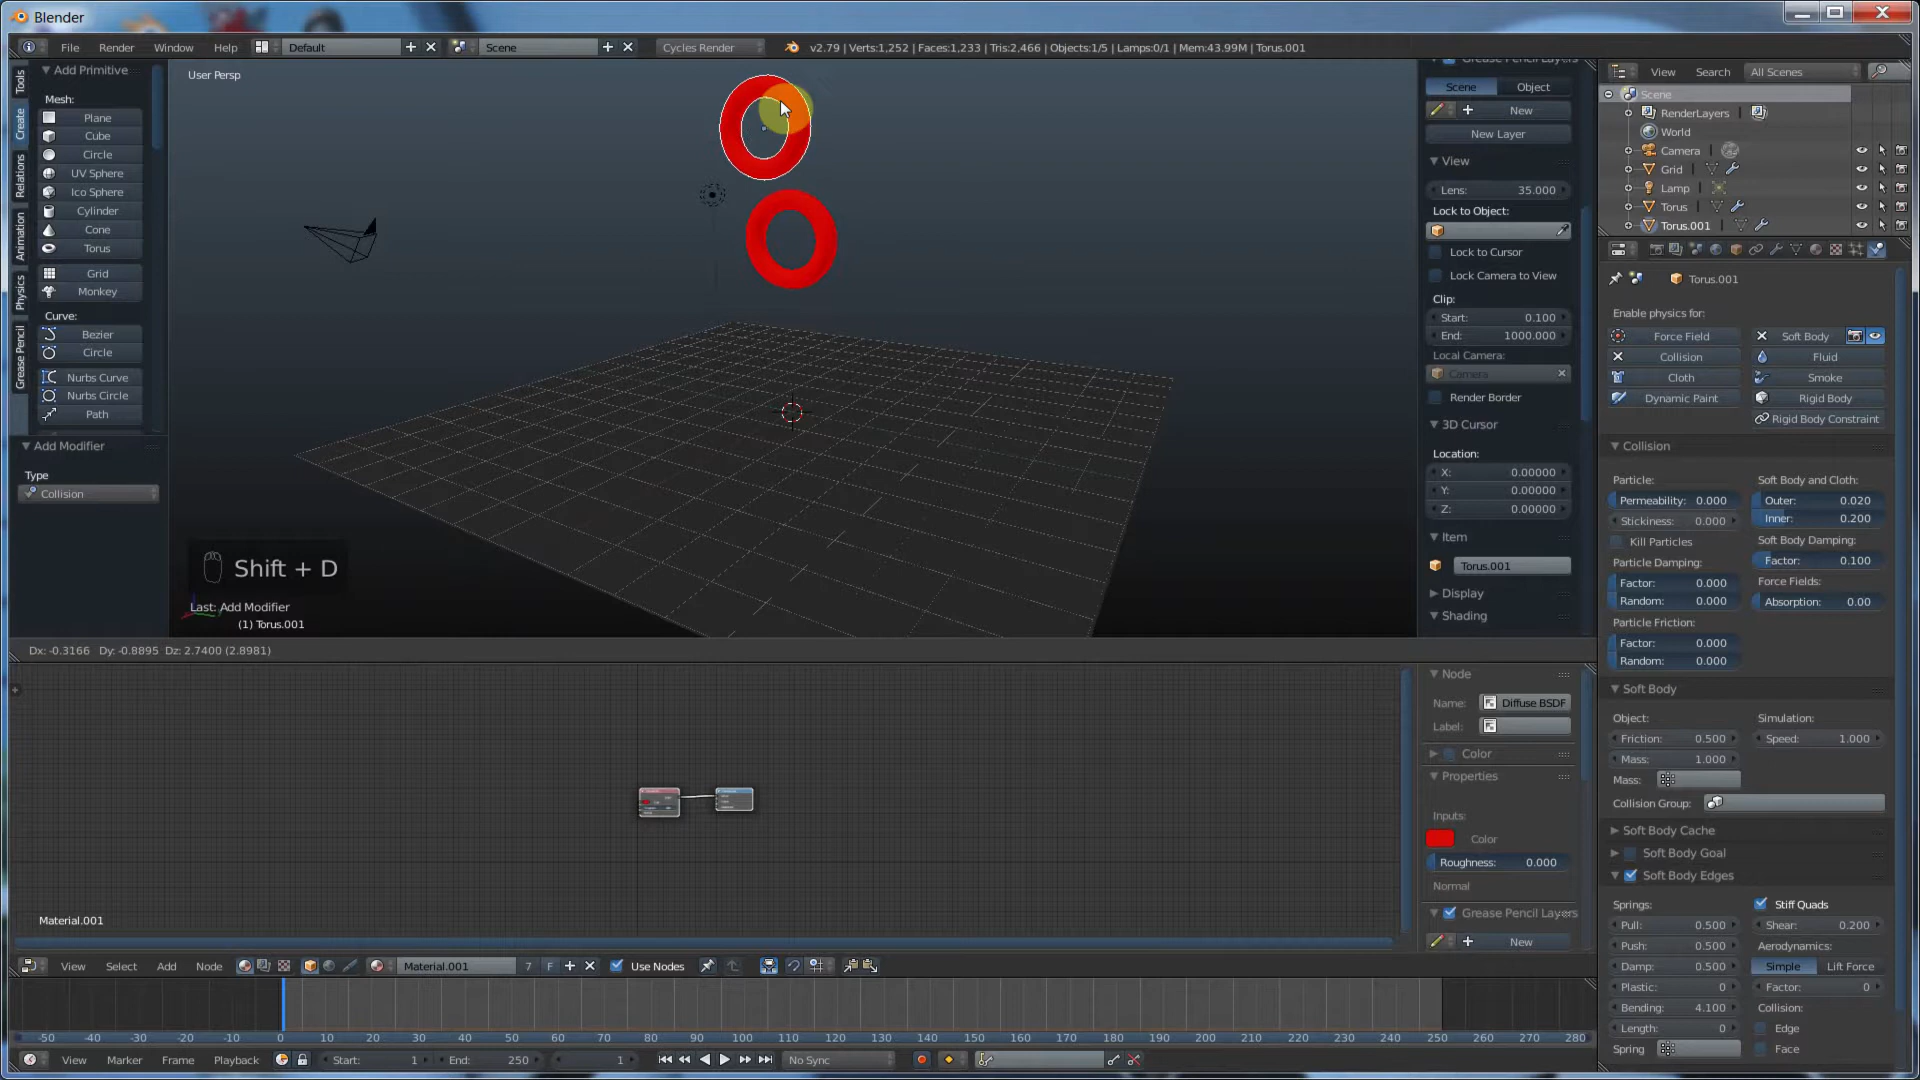 Blender
File Render Window Help Default Scene Cycles Render v2.79 | Verts:1,252 | Faces:1,233 | Tris:2,466 | Objects:1/5 | Lamps:0/1 | Mem:43.99M | Torus.001
Tools
Create
Relations
Animation
Physics
Grease Pencil
Add Primitive
Mesh:
Plane
Cube
Circle
UV Sphere
Ico Sphere
Cylinder
Cone
Torus
Grid
Monkey
Curve:
Bezier
Circle
Nurbs Curve
Nurbs Circle
Path
Add Modifier
Type
Collision
User Persp
Shift + D
Last: Add Modifier
(1) Torus.001
Dx: -0.3166 Dy: -0.8895 Dz: 2.7400 (2.8981)
Grease Pencil Layers
Scene Object
New
New Layer
View
Lens: 35.000
Lock to Object:
Lock to Cursor
Lock Camera to View
Clip:
Start: 0.100
End: 1000.000
Local Camera:
Camera
Render Border
3D Cursor
Location:
X: 0.00000
Y: 0.00000
Z: 0.00000
Item
Torus.001
Display
Shading
View Search All Scenes
Scene
RenderLayers
World
Camera
Grid
Lamp
Torus
Torus.001
Torus.001
Enable physics for:
Force Field Soft Body
Collision Fluid
Cloth Smoke
Dynamic Paint Rigid Body
Rigid Body Constraint
Collision
Particle: Soft Body and Cloth:
Permeability: 0.000 Outer: 0.020
Stickiness: 0.000 Inner: 0.200
Kill Particles Soft Body Damping:
Particle Damping: Factor: 0.100
Factor: 0.000 Force Fields:
Random: 0.000 Absorption: 0.00
Particle Friction:
Factor: 0.000
Random: 0.000
Soft Body
Object: Simulation:
Friction: 0.500 Speed: 1.000
Mass: 1.000
Mass:
Collision Group:
Soft Body Cache
Soft Body Goal
Soft Body Edges
Springs: Stiff Quads
Pull: 0.500 Shear: 0.200
Push: 0.500 Aerodynamics:
Damp: 0.500 Simple Lift Force
Plastic: 0 Factor: 0
Bending: 4.100 Collision:
Length: 0 Edge
Spring Face
Node
Name: Diffuse BSDF
Label:
Color
Properties
Inputs:
Color
Roughness: 0.000
Normal
Grease Pencil Layers
New
Material.001
View Select Add Node Material.001 7 F Use Nodes
-50 -40 -30 -20 -10 0 10 20 30 40 50 60 70 80 90 100 110 120 130 140 150 160 170 180 190 200 210 220 230 240 250 260 270 280
View Marker Frame Playback Start: 1 End: 250 1 No Sync